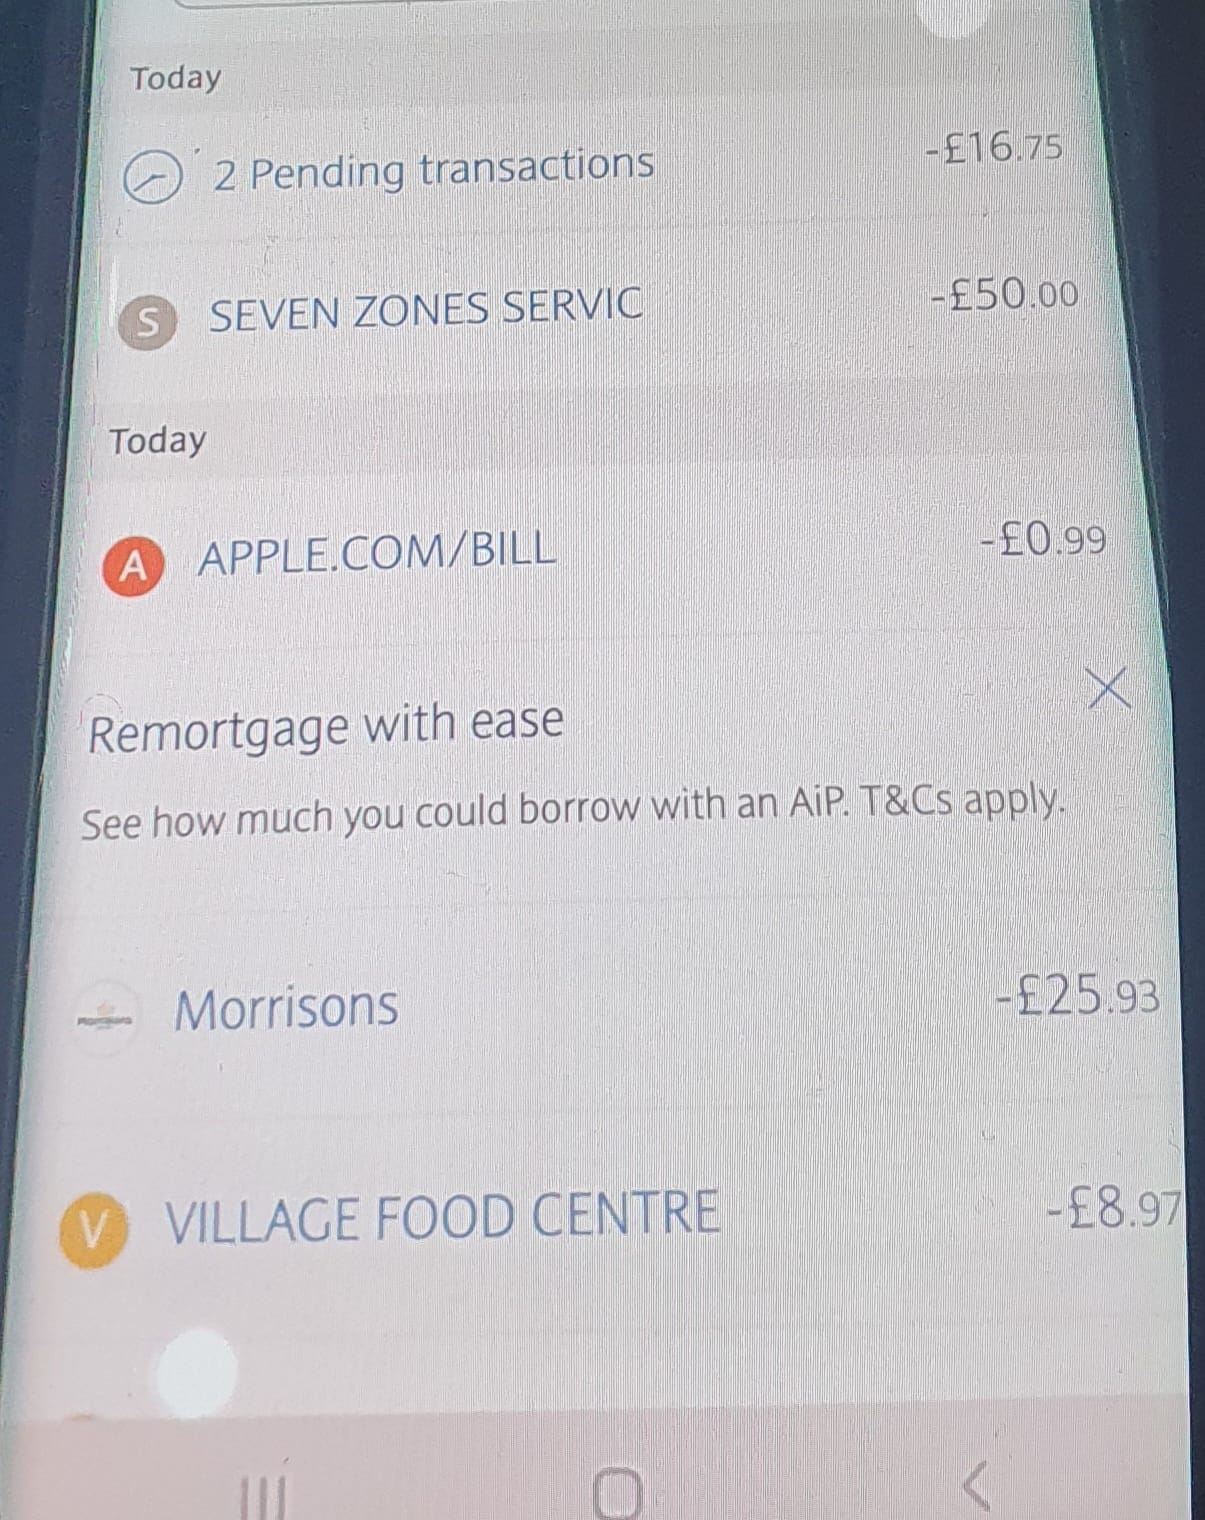 Today
2 Pending transactions -£16.75
S SEVEN ZONES SERVIC -£50.00
Today
A APPLE.COM/BILL -£0.99
Remortgage with ease
See how much you could borrow with an AiP. T&Cs apply.
Morrisons Morrisons -£25.93
V VILLAGE FOOD CENTRE -£8.97